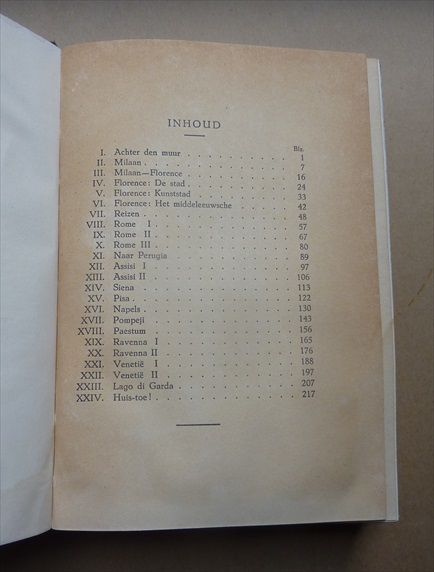 INHOUD
Blz.
I. Achter den muur . . . . . . . . . 1
II. Milaan . . . . . . . . . . . . . 7
III. Milaan—Florence . . . . . . . . . 16
IV. Florence: De stad . . . . . . . . . 24
V. Florence: Kunststad . . . . . . . . 33
VI. Florence: Het middeleeuwsche . . . . . 42
VII. Reizen . . . . . . . . . . . . . 48
VIII. Rome I . . . . . . . . . . . . 57
IX. Rome II . . . . . . . . . . . . 67
X. Rome III . . . . . . . . . . . . 80
XI. Naar Perugia . . . . . . . . . . 89
XII. Assisi I . . . . . . . . . . . . 97
XIII. Assisi II . . . . . . . . . . . . 106
XIV. Siena . . . . . . . . . . . . . 113
XV. Pisa . . . . . . . . . . . . . . 122
XVI. Napels . . . . . . . . . . . . . 130
XVII. Pompeji . . . . . . . . . . . . 143
XVIII. Paestum . . . . . . . . . . . . 156
XIX. Ravenna I . . . . . . . . . . . 165
XX. Ravenna II . . . . . . . . . . . 176
XXI. Venetië I . . . . . . . . . . . 188
XXII. Venetië II . . . . . . . . . . . 197
XXIII. Lago di Garda . . . . . . . . . . 207
XXIV. Huis-toe! . . . . . . . . . . . . 217